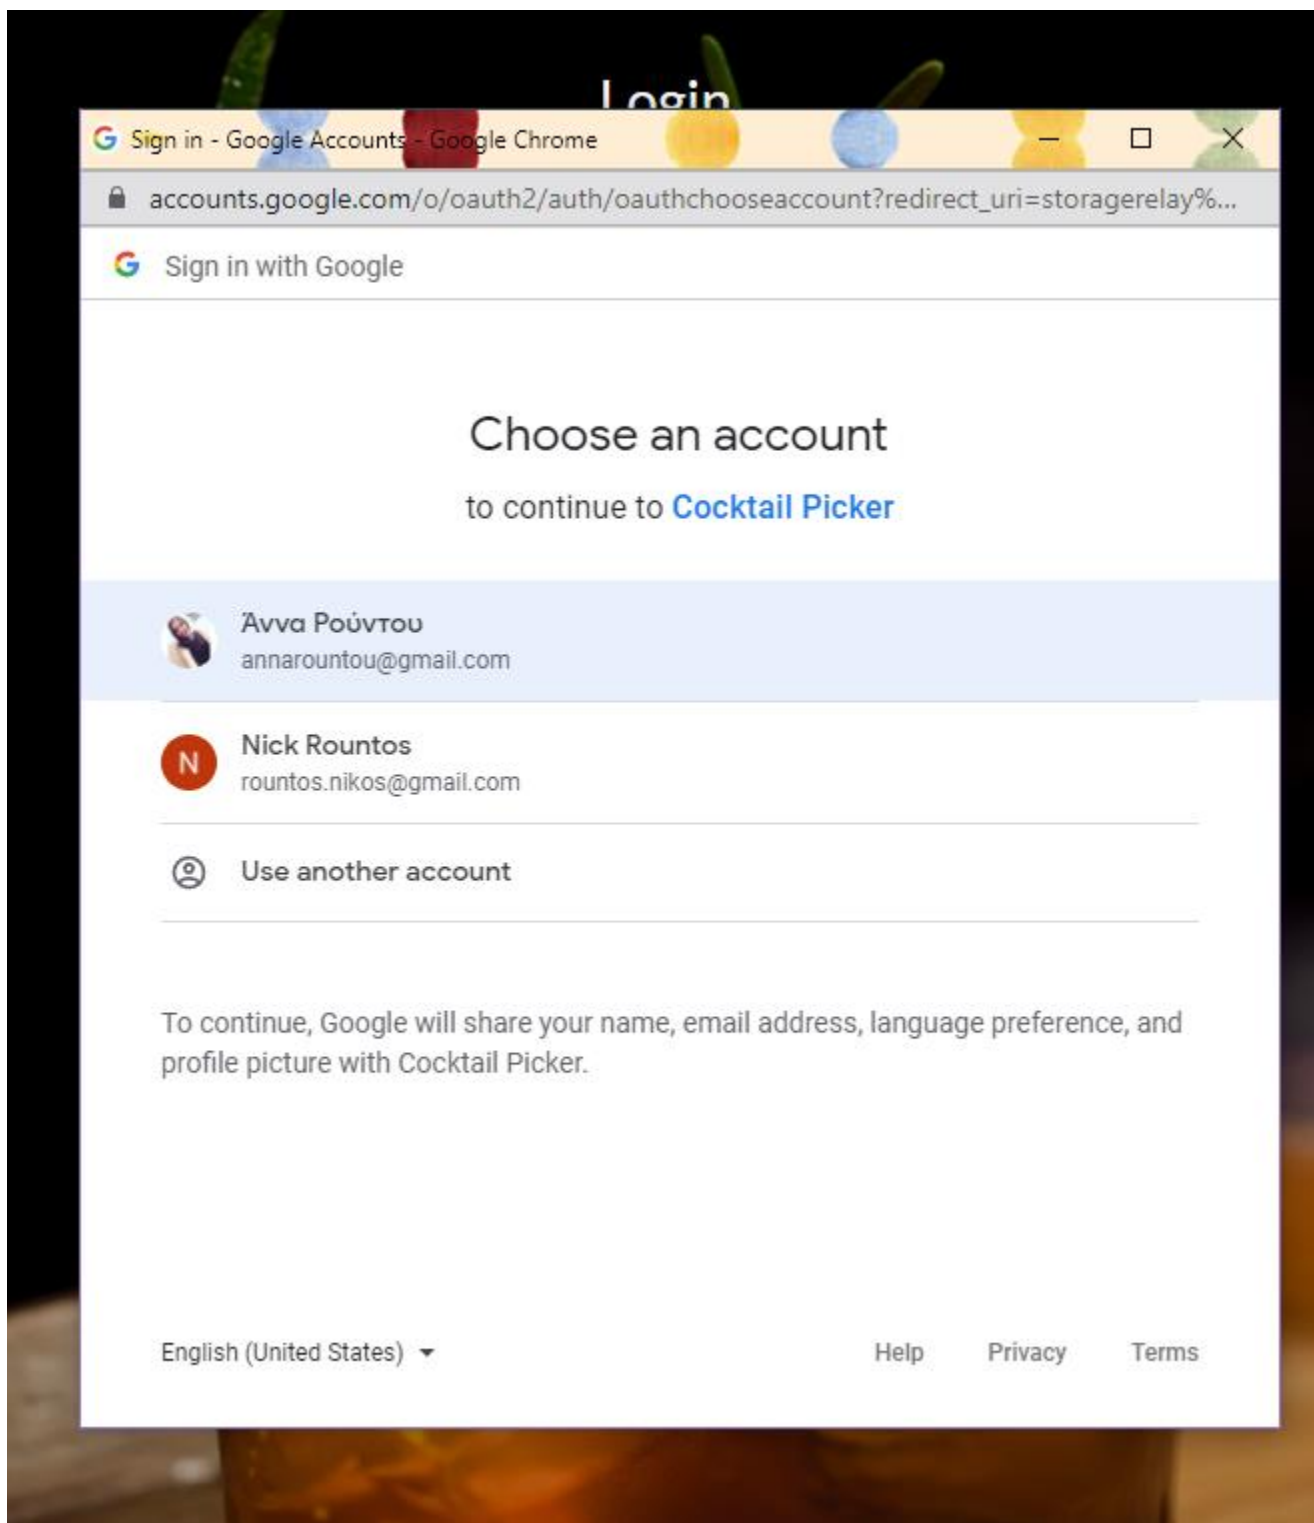 Login
Sign in - Google Accounts - Google Chrome
accounts.google.com/o/oauth2/auth/oauthchooseaccount?redirect_uri=storagerelay%...
Sign in with Google
Choose an account
to continue to Cocktail Picker
Άννα Ρούντου
annarountou@gmail.com
N
Nick Rountos
rountos.nikos@gmail.com
Use another account
To continue, Google will share your name, email address, language preference, and
profile picture with Cocktail Picker.
English (United States)
Help Privacy Terms